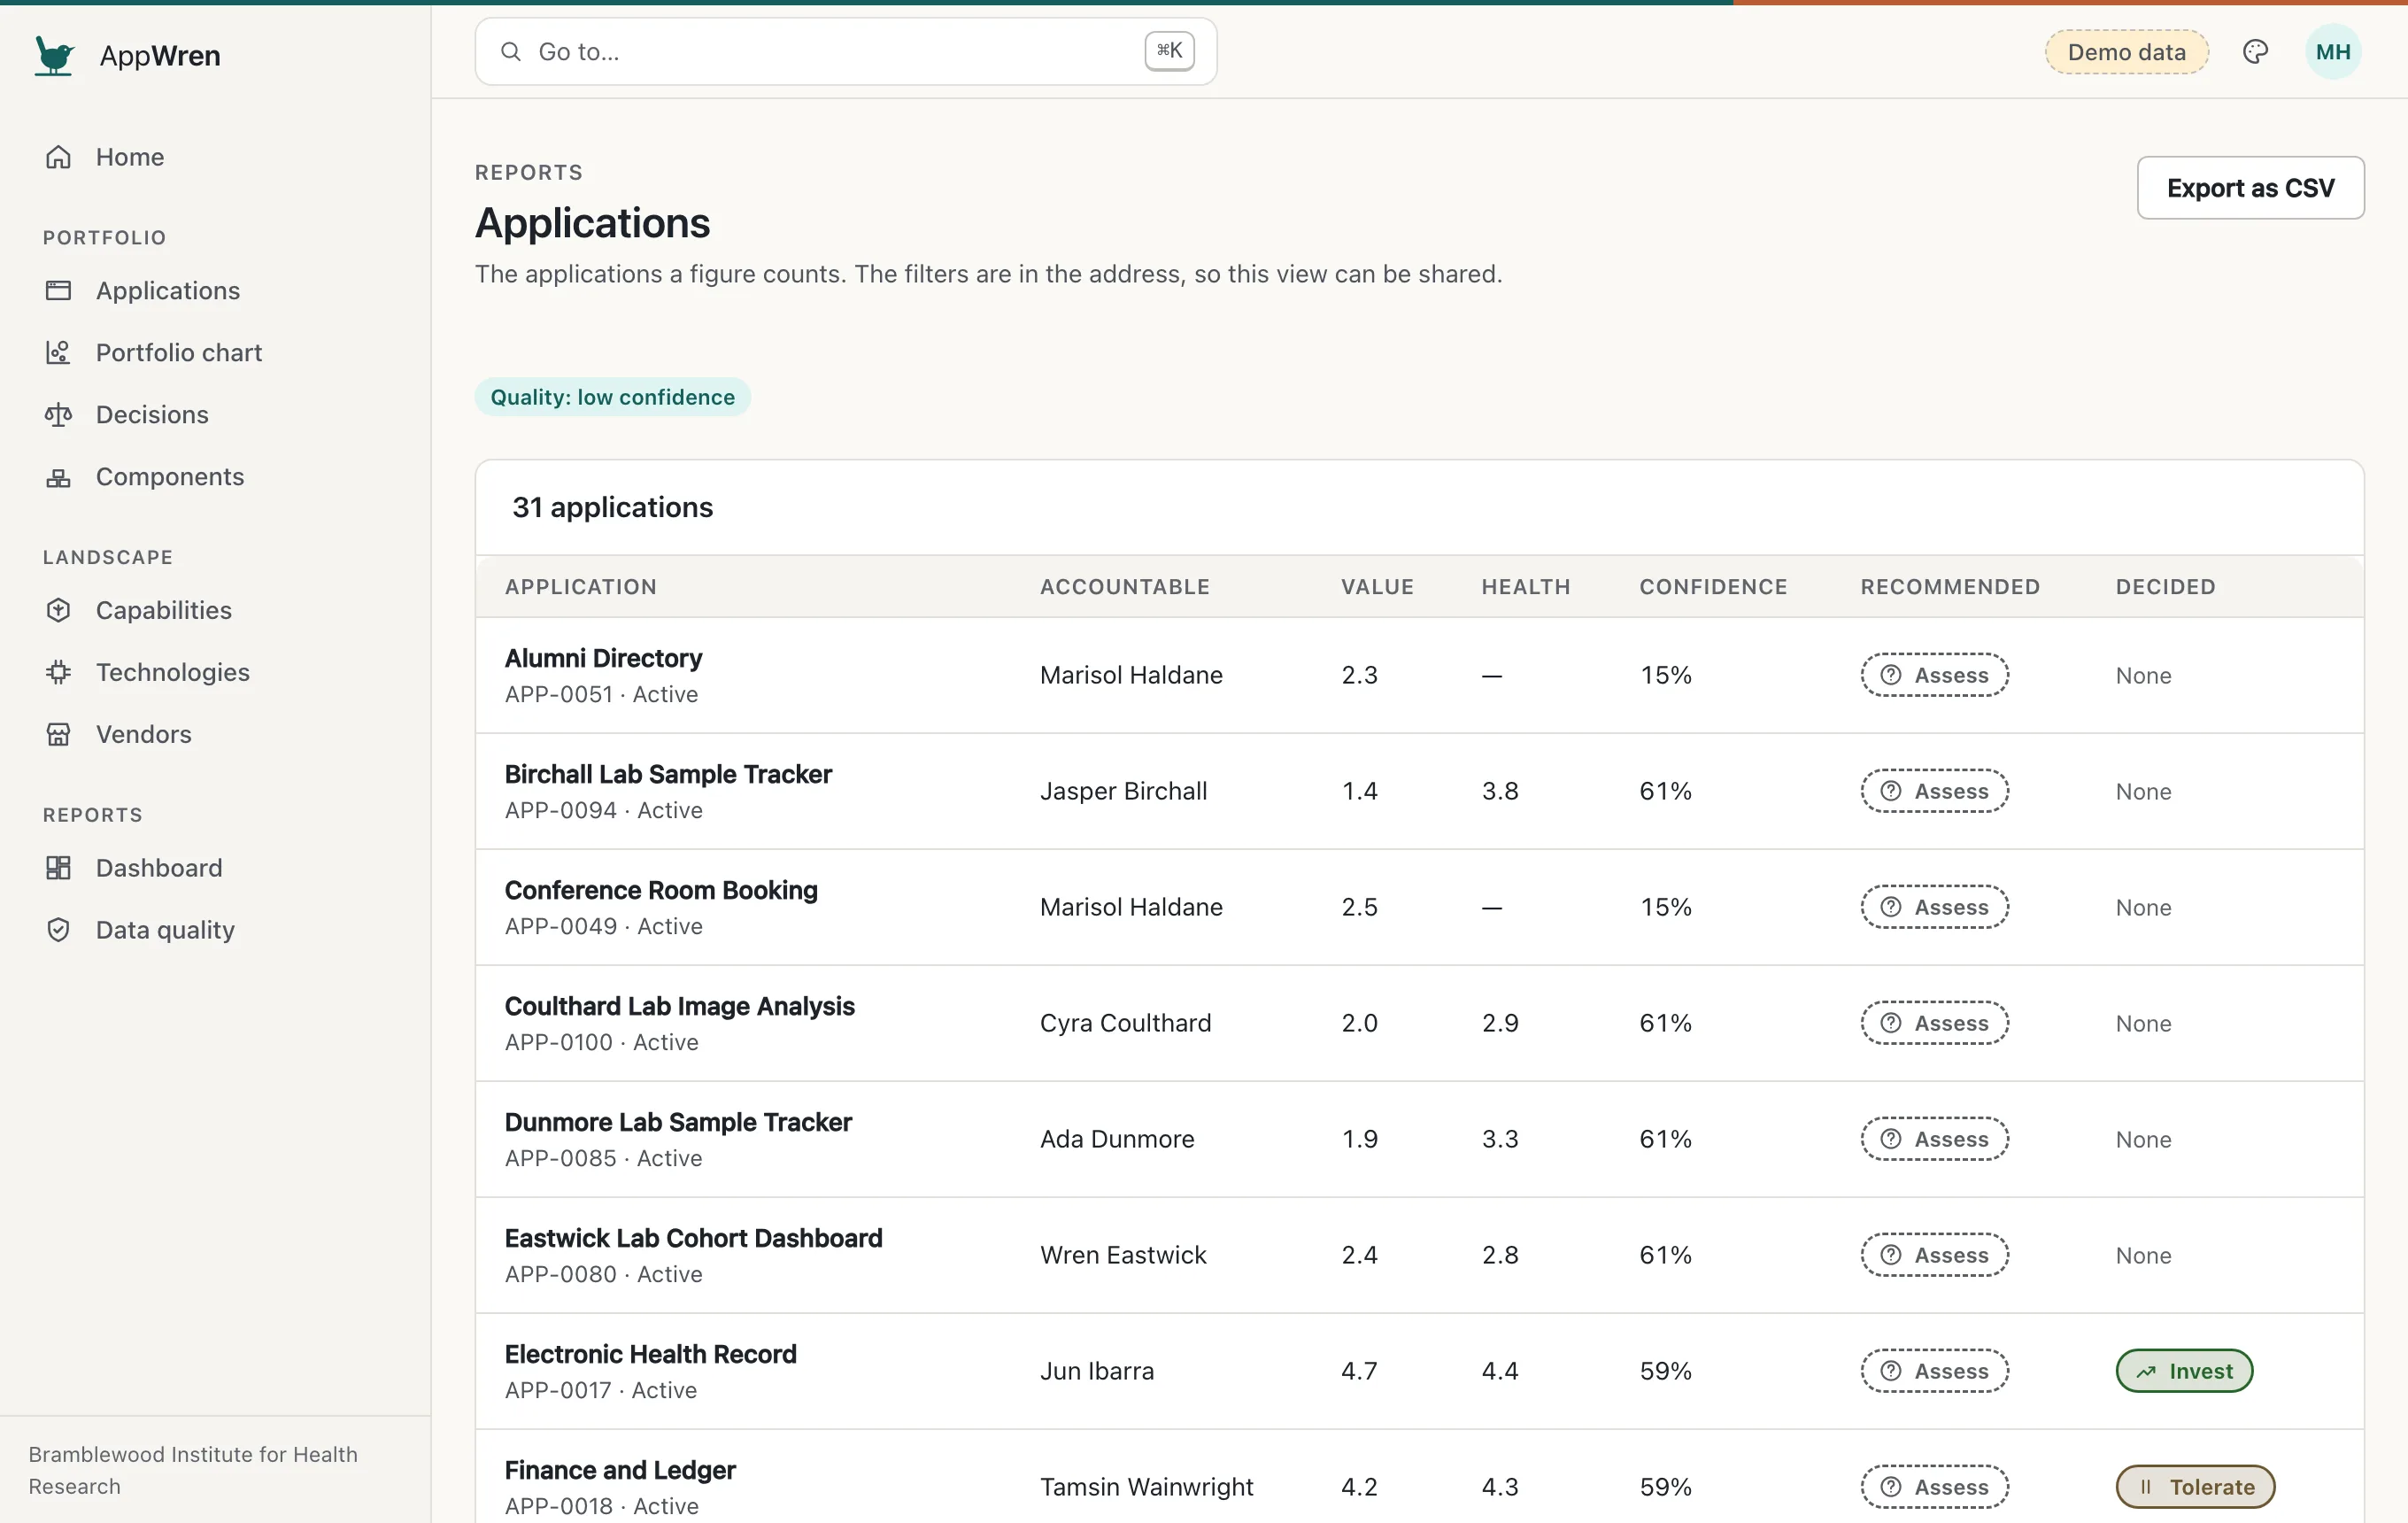 AppWren
Go to...
⌘K
Demo data
MH
Home
PORTFOLIO
Applications
Portfolio chart
Decisions
Components
LANDSCAPE
Capabilities
Technologies
Vendors
REPORTS
Dashboard
Data quality
Bramblewood Institute for Health
Research
REPORTS
Applications
Export as CSV
The applications a figure counts. The filters are in the address, so this view can be shared.
Quality: low confidence
31 applications
APPLICATION ACCOUNTABLE VALUE HEALTH CONFIDENCE RECOMMENDED DECIDED
Alumni Directory
APP-0051 · Active
Marisol Haldane 2.3 — 15% Assess None
Birchall Lab Sample Tracker
APP-0094 · Active
Jasper Birchall 1.4 3.8 61% Assess None
Conference Room Booking
APP-0049 · Active
Marisol Haldane 2.5 — 15% Assess None
Coulthard Lab Image Analysis
APP-0100 · Active
Cyra Coulthard 2.0 2.9 61% Assess None
Dunmore Lab Sample Tracker
APP-0085 · Active
Ada Dunmore 1.9 3.3 61% Assess None
Eastwick Lab Cohort Dashboard
APP-0080 · Active
Wren Eastwick 2.4 2.8 61% Assess None
Electronic Health Record
APP-0017 · Active
Jun Ibarra 4.7 4.4 59% Assess Invest
Finance and Ledger
APP-0018 · Active
Tamsin Wainwright 4.2 4.3 59% Assess Tolerate